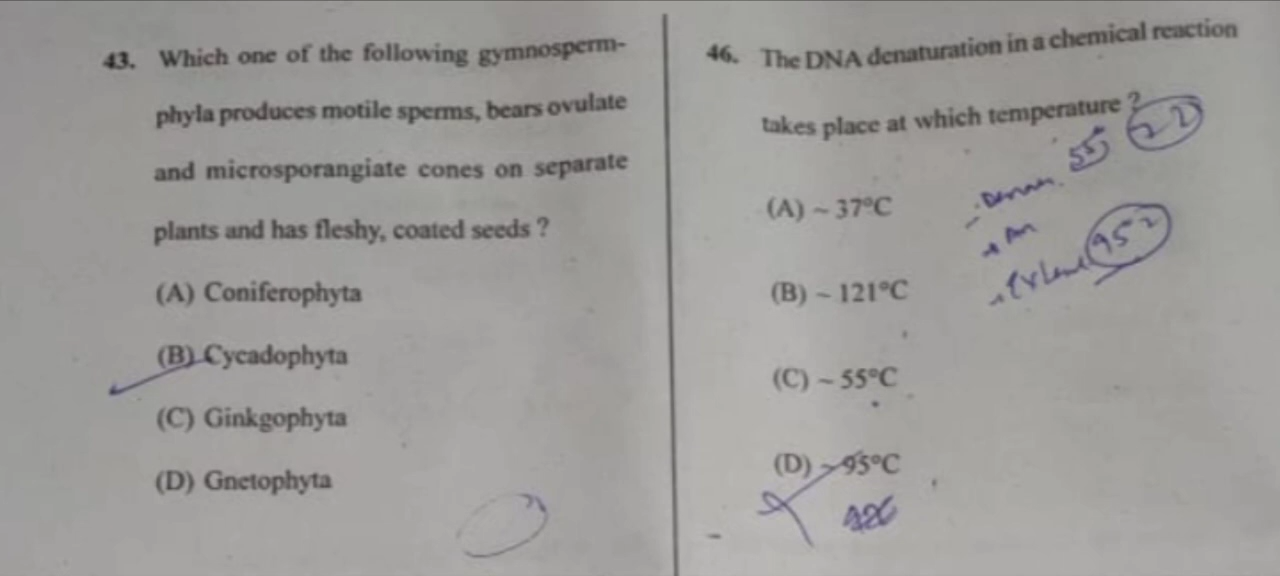 43. Which one of the following gymnosperm-
phyla produces motile sperms, bears ovulate
and microsporangiate cones on separate
plants and has fleshy, coated seeds ?
(A) Coniferophyta
(B) Cycadophyta
(C) Ginkgophyta
(D) Gnetophyta
46. The DNA denaturation in a chemical reaction
takes place at which temperature ?
55
(A) ~ 37°C
95
(B) ~ 121°C
(C) ~ 55°C
(D) ~ 95°C